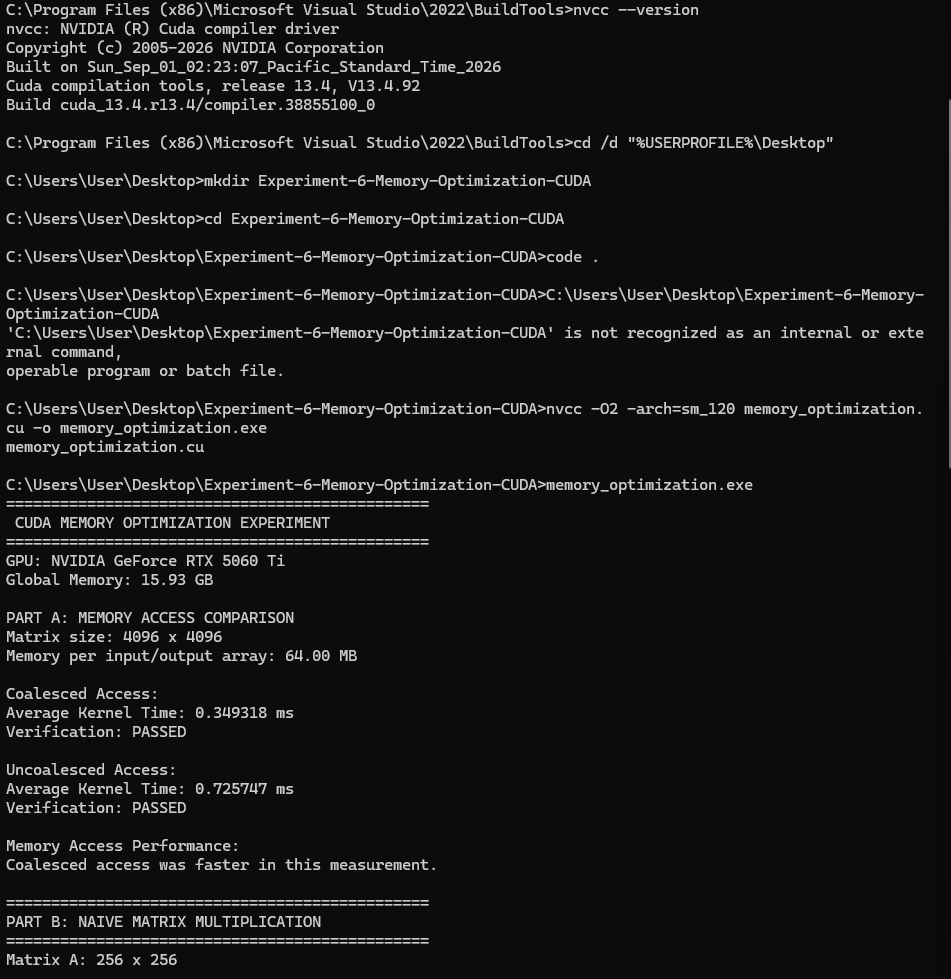 C:\Program Files (x86)\Microsoft Visual Studio\2022\BuildTools>nvcc --version
nvcc: NVIDIA (R) Cuda compiler driver
Copyright (c) 2005-2026 NVIDIA Corporation
Built on Sun_Sep_01_02:23:07_Pacific_Standard_Time_2026
Cuda compilation tools, release 13.4, V13.4.92
Build cuda_13.4.r13.4/compiler.38855100_0
C:\Program Files (x86)\Microsoft Visual Studio\2022\BuildTools>cd /d "%USERPROFILE%\Desktop"
C:\Users\User\Desktop>mkdir Experiment-6-Memory-Optimization-CUDA
C:\Users\User\Desktop>cd Experiment-6-Memory-Optimization-CUDA
C:\Users\User\Desktop\Experiment-6-Memory-Optimization-CUDA>code .
C:\Users\User\Desktop\Experiment-6-Memory-Optimization-CUDA>C:\Users\User\Desktop\Experiment-6-Memory-
Optimization-CUDA
'C:\Users\User\Desktop\Experiment-6-Memory-Optimization-CUDA' is not recognized as an internal or exte
rnal command,
operable program or batch file.
C:\Users\User\Desktop\Experiment-6-Memory-Optimization-CUDA>nvcc -O2 -arch=sm_120 memory_optimization.
cu -o memory_optimization.exe
memory_optimization.cu
C:\Users\User\Desktop\Experiment-6-Memory-Optimization-CUDA>memory_optimization.exe
===============================================
CUDA MEMORY OPTIMIZATION EXPERIMENT
===============================================
GPU: NVIDIA GeForce RTX 5060 Ti
Global Memory: 15.93 GB
PART A: MEMORY ACCESS COMPARISON
Matrix size: 4096 x 4096
Memory per input/output array: 64.00 MB
Coalesced Access:
Average Kernel Time: 0.349318 ms
Verification: PASSED
Uncoalesced Access:
Average Kernel Time: 0.725747 ms
Verification: PASSED
Memory Access Performance:
Coalesced access was faster in this measurement.
===============================================
PART B: NAIVE MATRIX MULTIPLICATION
===============================================
Matrix A: 256 x 256